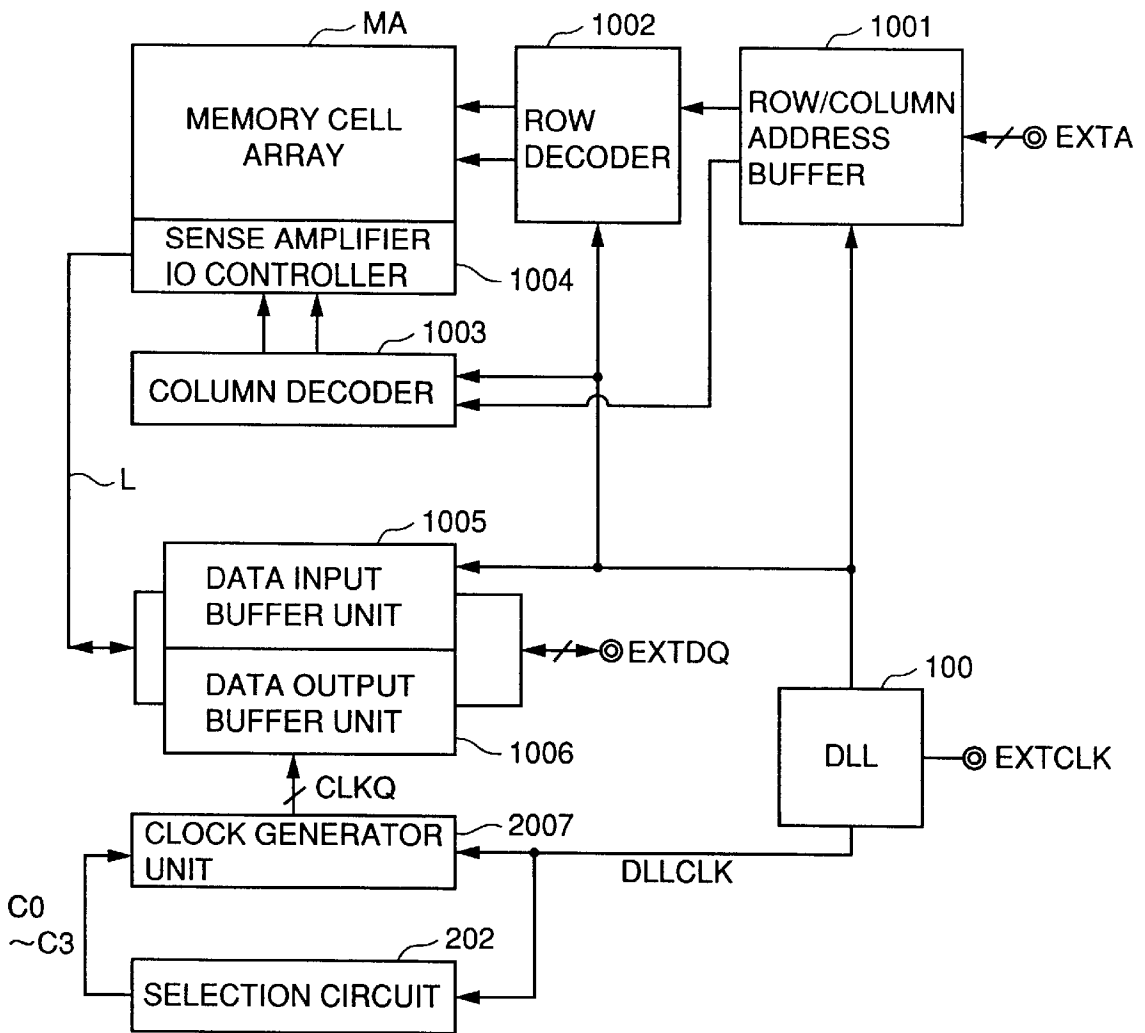 MA
1002
1001
MEMORY CELL
ARRAY
ROW
DECODER
ROW/COLUMN
ADDRESS
BUFFER
EXTA
SENSE AMPLIFIER
IO CONTROLLER
1004
1003
COLUMN DECODER
L
1005
DATA INPUT
BUFFER UNIT
EXTDQ
DATA OUTPUT
BUFFER UNIT
1006
100
DLL
EXTCLK
CLKQ
2007
CLOCK GENERATOR
UNIT
DLLCLK
C0
~C3
202
SELECTION CIRCUIT